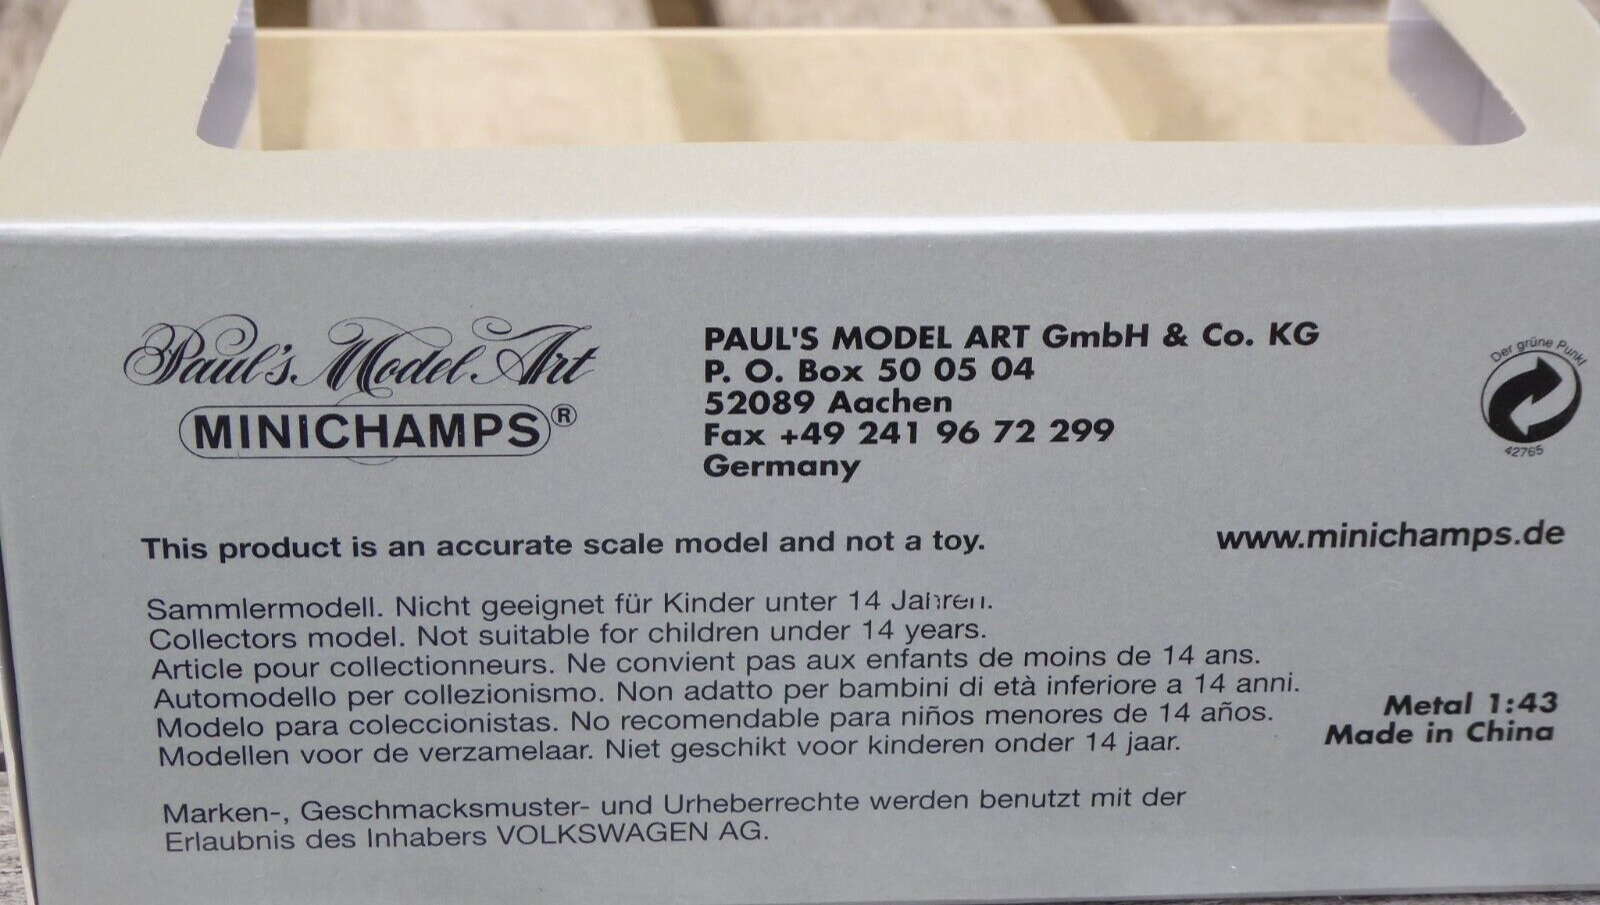 Paul's Model Art
MINICHAMPS®
PAUL'S MODEL ART GmbH & Co. KG
P. O. Box 50 05 04
52089 Aachen
Fax +49 241 96 72 299
Germany
Der grüne Punkt
42765
This product is an accurate scale model and not a toy.
www.minichamps.de
Sammlermodell. Nicht geeignet für Kinder unter 14 Jahren.
Collectors model. Not suitable for children under 14 years.
Article pour collectionneurs. Ne convient pas aux enfants de moins de 14 ans.
Automodello per collezionismo. Non adatto per bambini di età inferiore a 14 anni.
Modelo para coleccionistas. No recomendable para niños menores de 14 años.
Modellen voor de verzamelaar. Niet geschikt voor kinderen onder 14 jaar.
Metal 1:43
Made in China
Marken-, Geschmacksmuster- und Urheberrechte werden benutzt mit der
Erlaubnis des Inhabers VOLKSWAGEN AG.